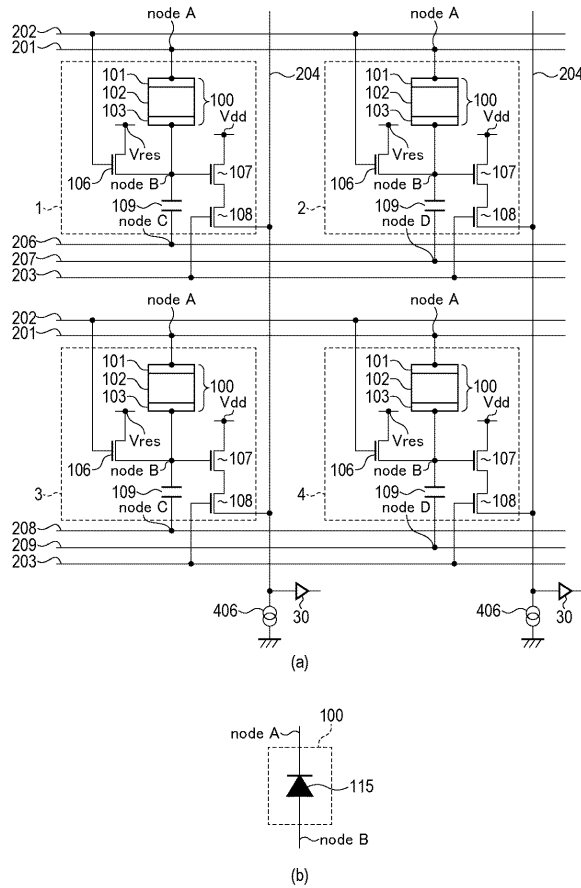 node A node A
202
201
204 204
101 101
102 100 102 100
103 103
Vdd Vdd
Vres Vres
106 node B 107 106 node B 107
1 109 108 2 109 108
node C node D
206
207
203
node A node A
202
201
101 101
102 100 102 100
103 103
Vdd Vdd
Vres Vres
106 node B 107 106 node B 107
3 109 108 4 109 108
node C node D
208
209
203
406 30 406 30
(a)
100
node A
115
node B
(b)